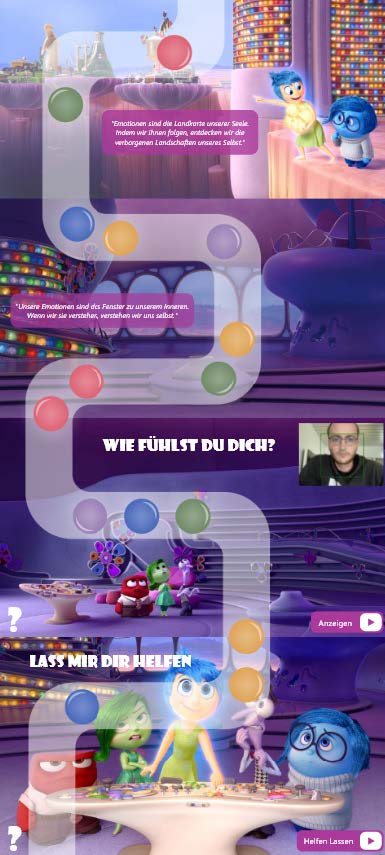 "Emotionen sind die Landkarte unserer Seele.
Indem wir ihnen folgen, entdecken wir die
verborgenen Landschaften unseres Selbst."
"Unsere Emotionen sind das Fenster zu unserem Inneren.
Wenn wir sie verstehen, verstehen wir uns selbst."
WIE FÜHLST DU DICH?
?
Anzeigen
LASS MIR DIR HELFEN
?
Helfen Lassen